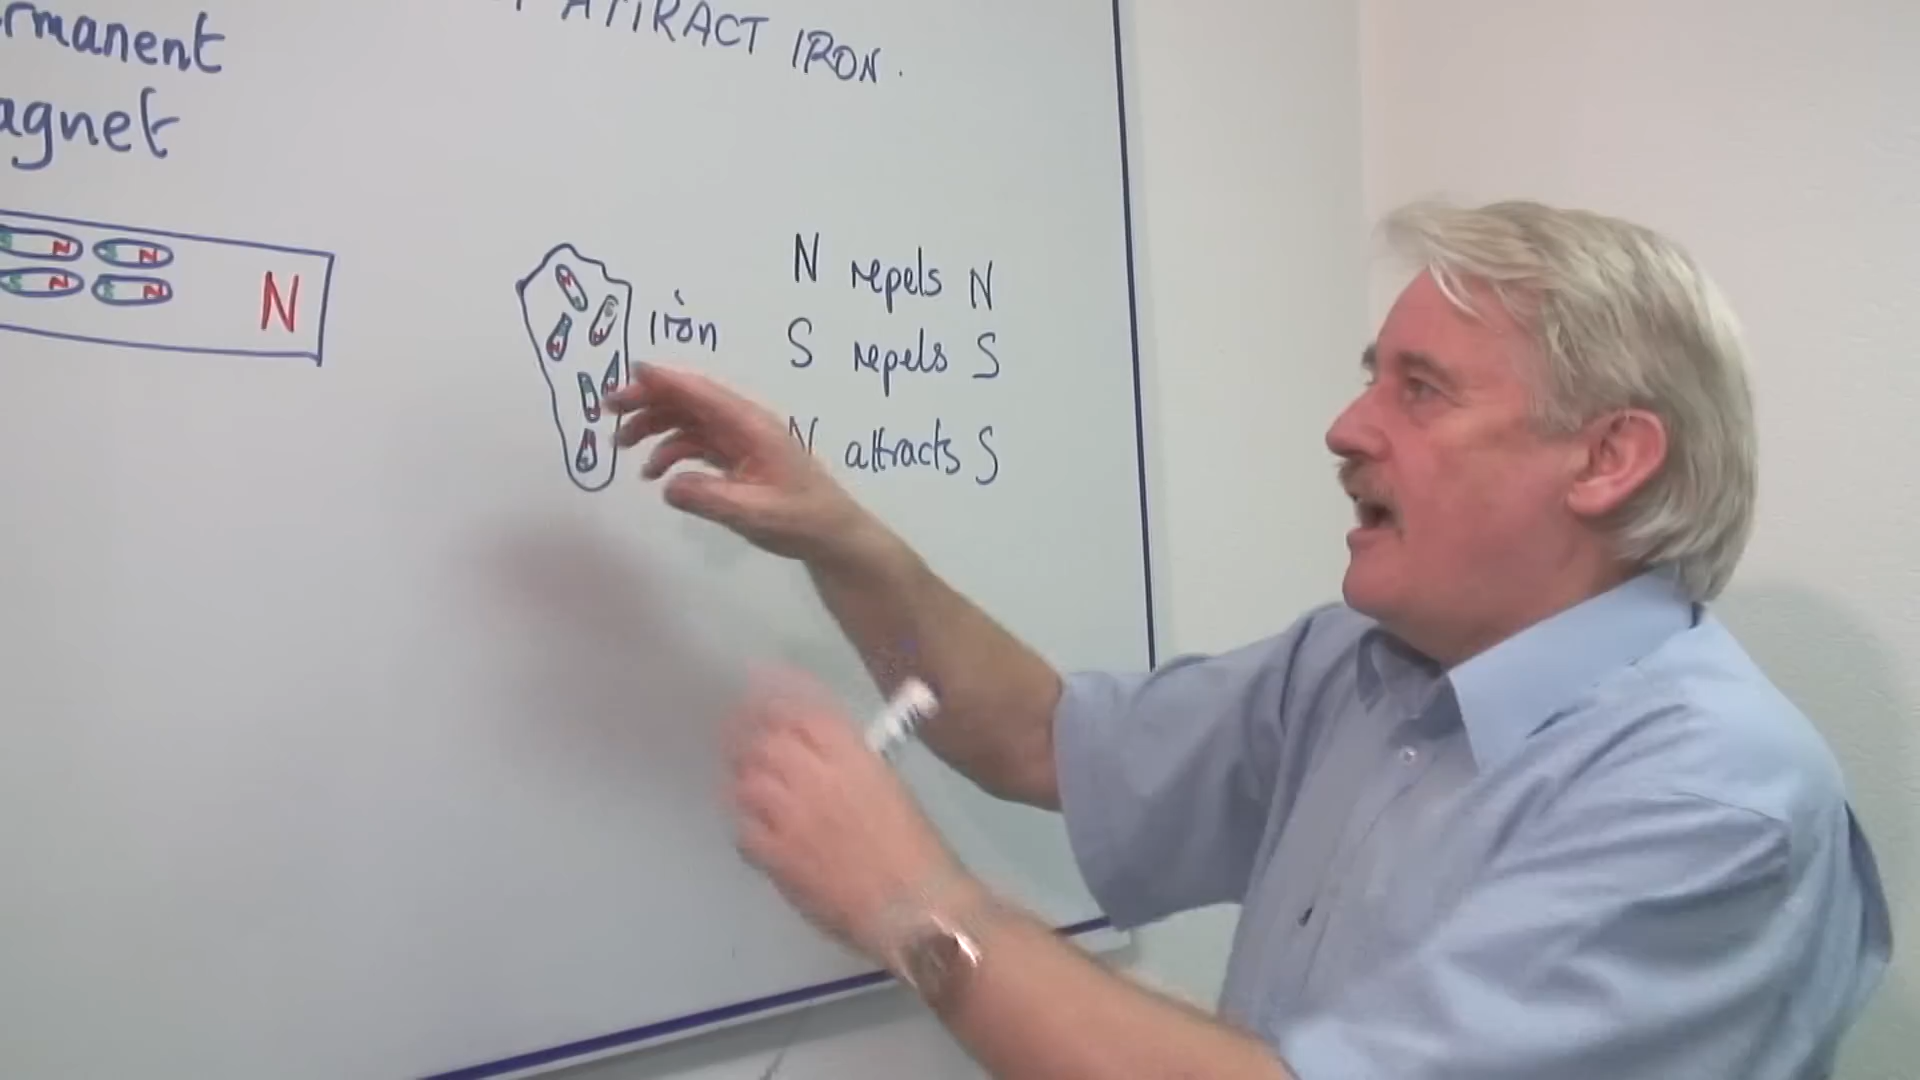 ATTRACT IRON.
rmanent
agnet
N N
N N
N
iron
N repels N
S repels S
N attracts S